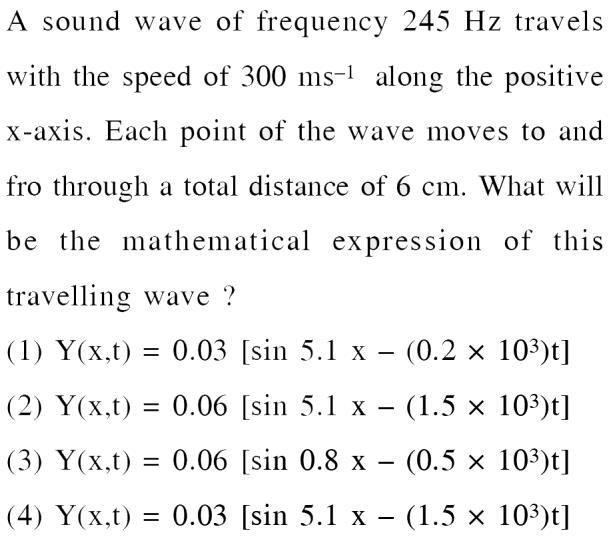 A sound wave of frequency 245 Hz travels
with the speed of 300 ms⁻¹ along the positive
x-axis. Each point of the wave moves to and
fro through a total distance of 6 cm. What will
be the mathematical expression of this
travelling wave ?
(1) Y(x,t) = 0.03 [sin 5.1 x – (0.2 × 10³)t]
(2) Y(x,t) = 0.06 [sin 5.1 x – (1.5 × 10³)t]
(3) Y(x,t) = 0.06 [sin 0.8 x – (0.5 × 10³)t]
(4) Y(x,t) = 0.03 [sin 5.1 x – (1.5 × 10³)t]